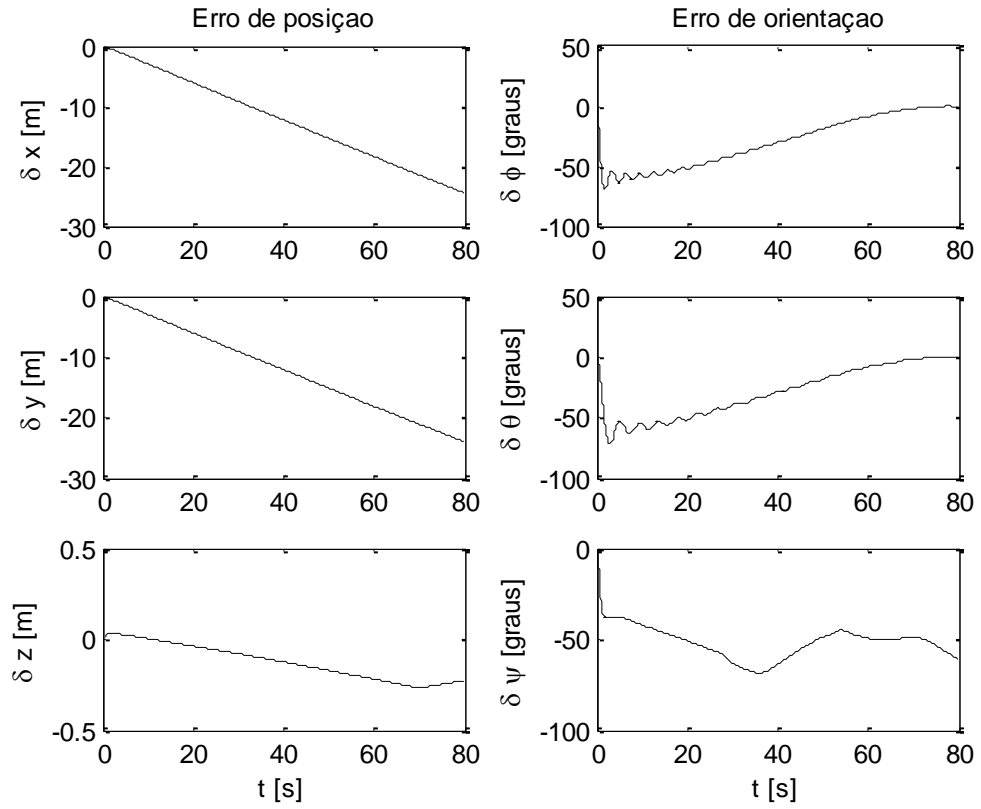 Erro de posiçao
Erro de orientaçao
0
-10
-20
-30
δ x [m]
0 20 40 60 80
50
0
-50
-100
δ ϕ [graus]
0 20 40 60 80
0
-10
-20
-30
δ y [m]
0 20 40 60 80
50
0
-50
-100
δ θ [graus]
0 20 40 60 80
0.5
0
-0.5
δ z [m]
0 20 40 60 80
t [s]
0
-50
-100
δ ψ [graus]
0 20 40 60 80
t [s]